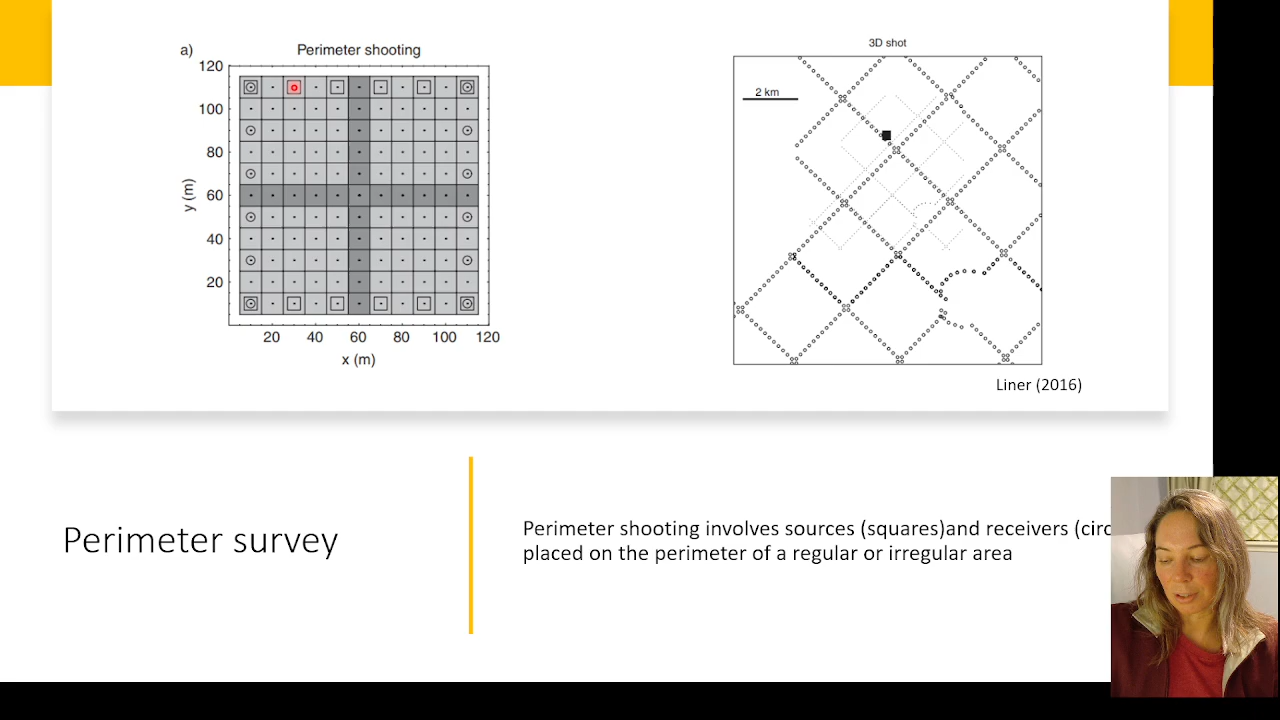 a)
Perimeter shooting
120
100
80
60
40
20
y (m)
20 40 60 80 100 120
x (m)
3D shot
2 km
Liner (2016)
Perimeter survey
Perimeter shooting involves sources (squares)and receivers (circ
placed on the perimeter of a regular or irregular area